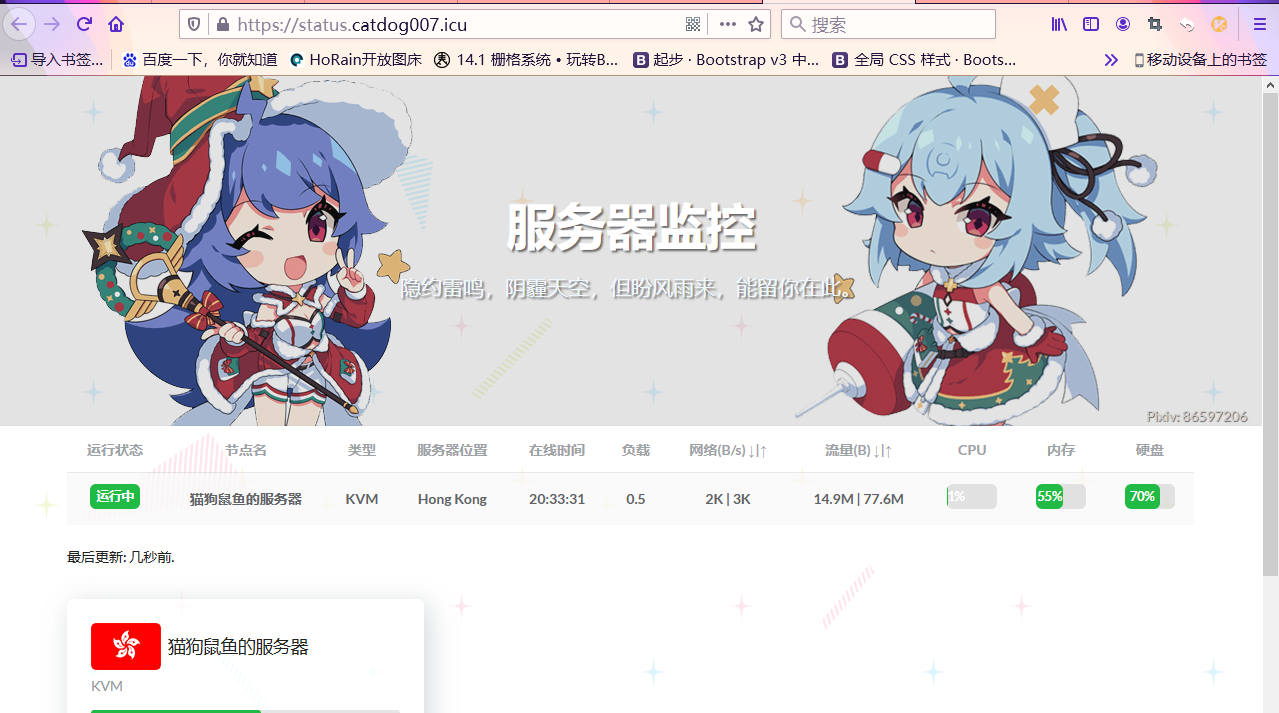 https://status.catdog007.icu
搜索
导入书签... 百度一下，你就知道 HoRain开放图床 14.1 栅格系统 • 玩转B... 起步 · Bootstrap v3 中... 全局 CSS 样式 · Boots... 移动设备上的书签
服务器监控
隐约雷鸣，阴霾天空，但盼风雨来，能留你在此。
Pixiv: 86597206
运行状态 节点名 类型 服务器位置 在线时间 负载 网络(B/s) ↓|↑ 流量(B) ↓|↑ CPU 内存 硬盘
运行中 猫狗鼠鱼的服务器 KVM Hong Kong 20:33:31 0.5 2K | 3K 14.9M | 77.6M 1% 55% 70%
最后更新: 几秒前.
猫狗鼠鱼的服务器
KVM